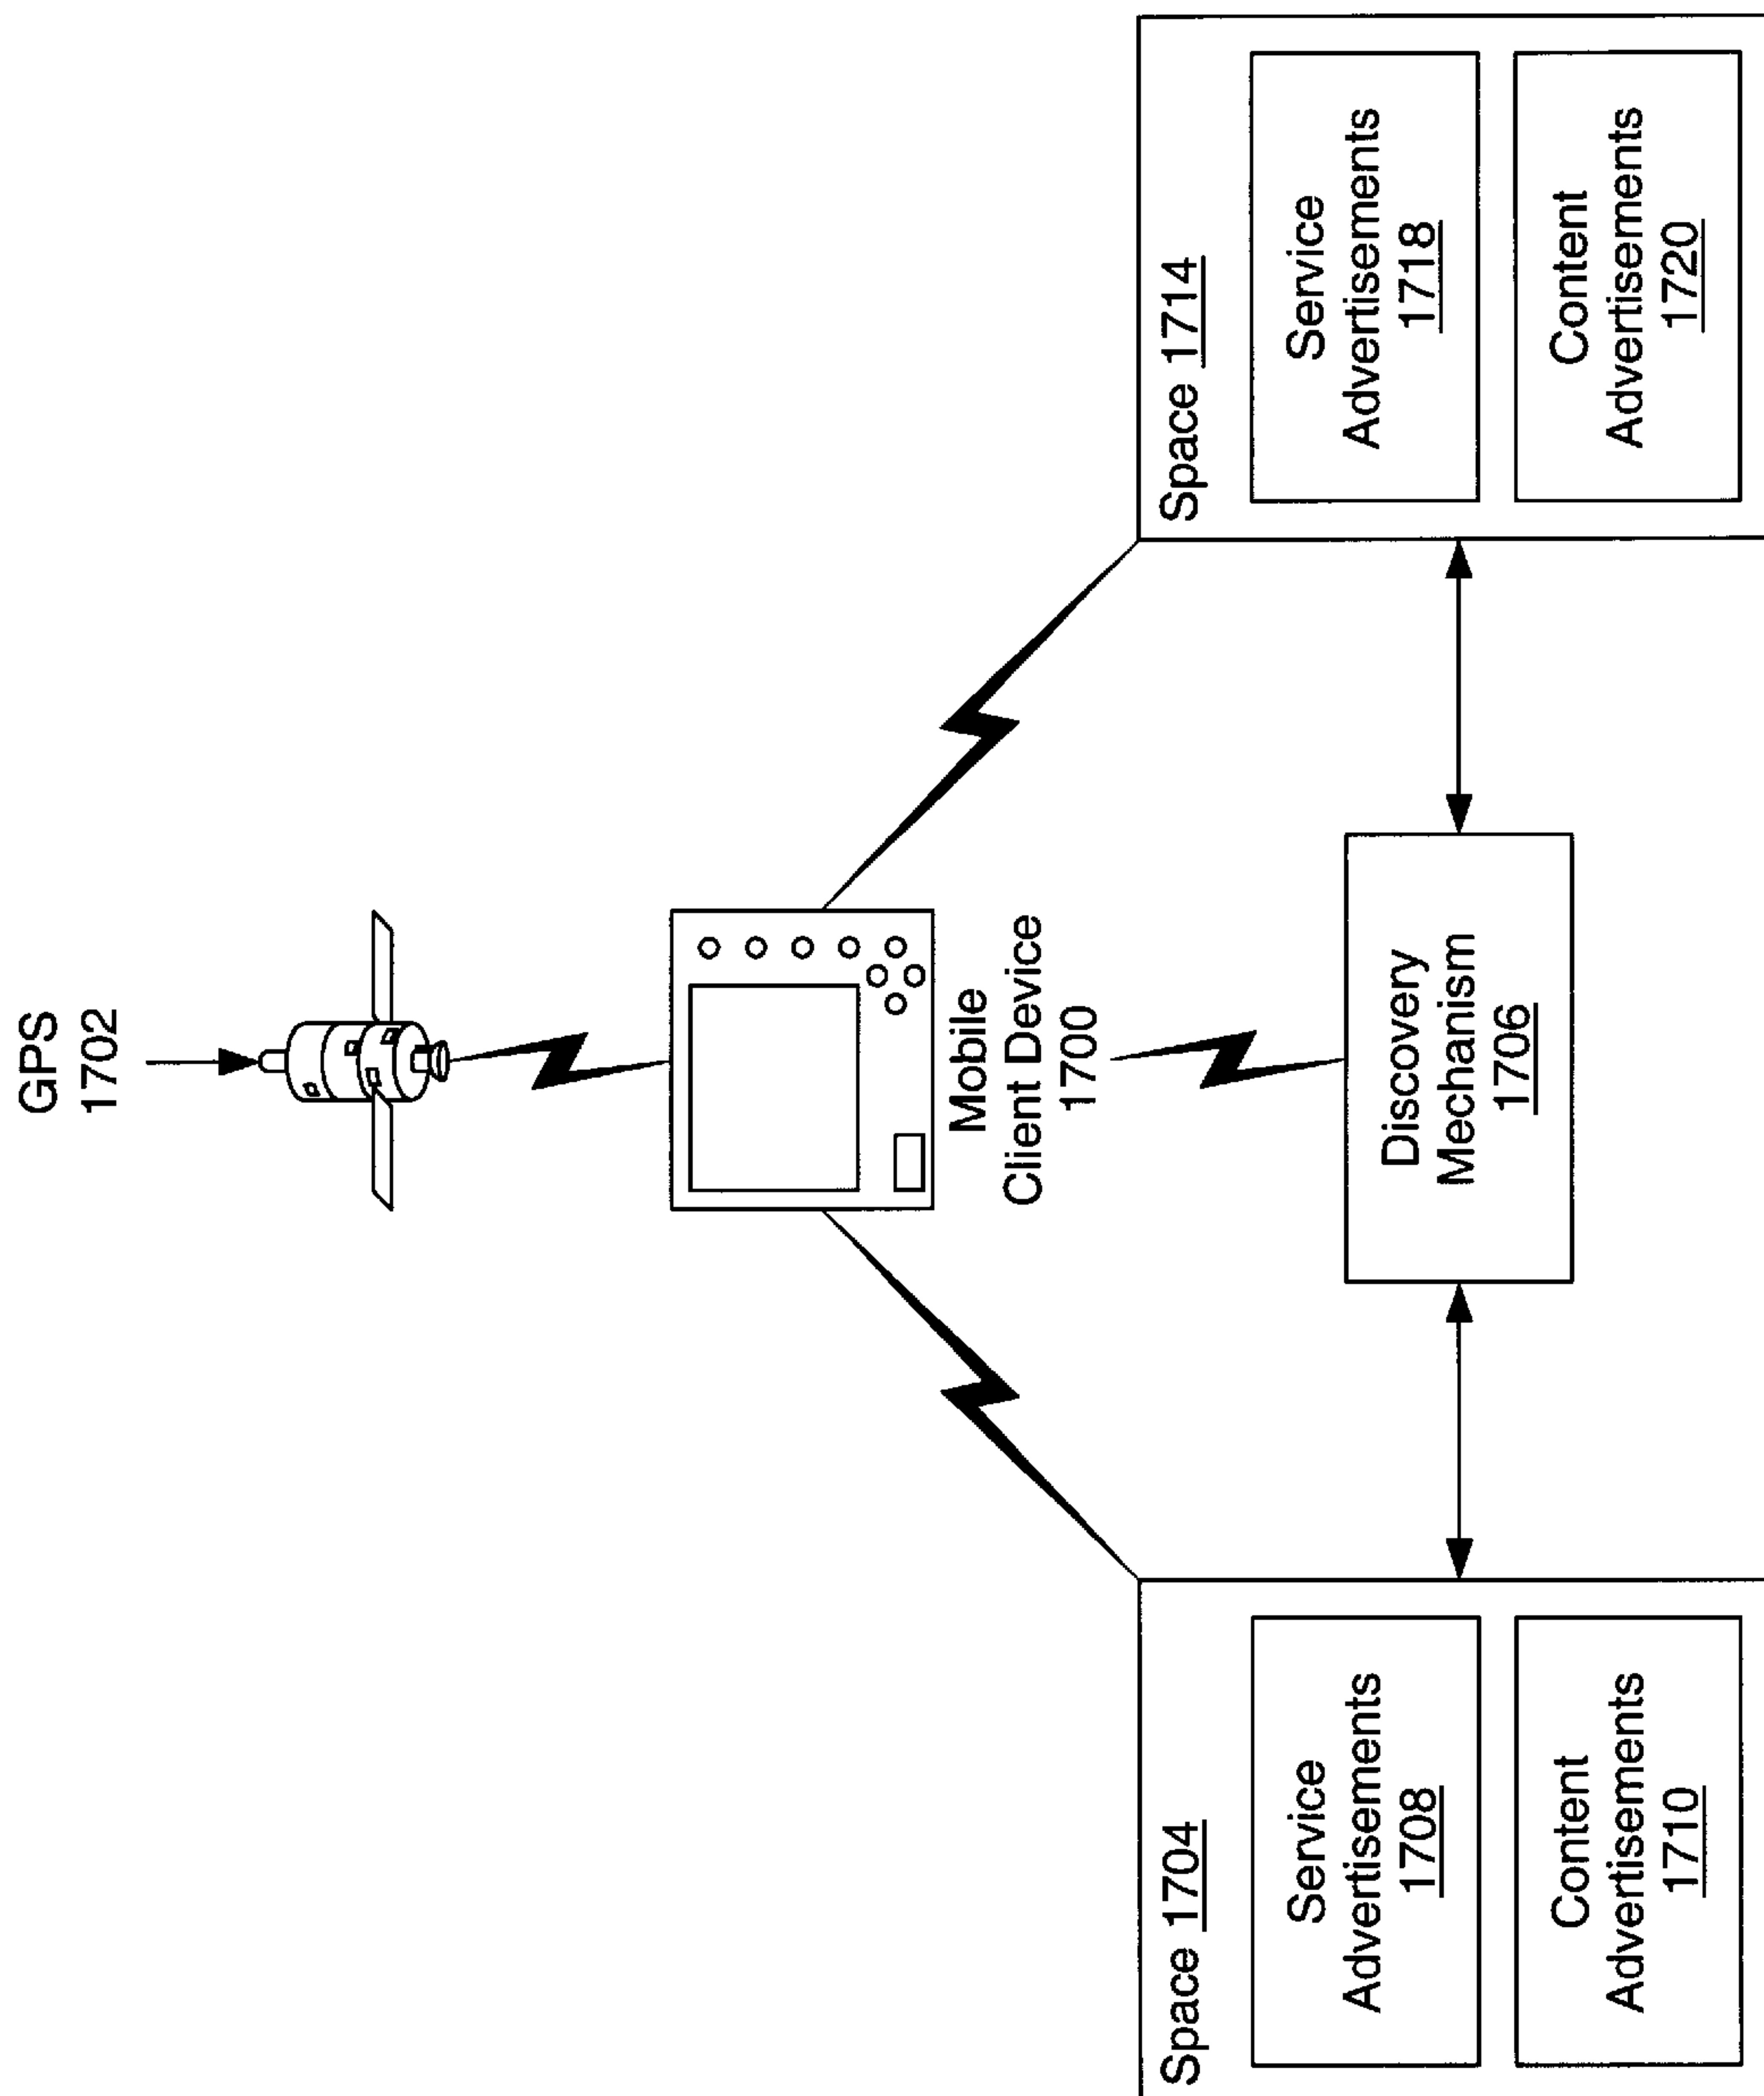 GPS
1702
Mobile
Client Device
1700
Space 1704
Service
Advertisements
1708
Content
Advertisements
1710
Discovery
Mechanism
1706
Space 1714
Service
Advertisements
1718
Content
Advertisements
1720